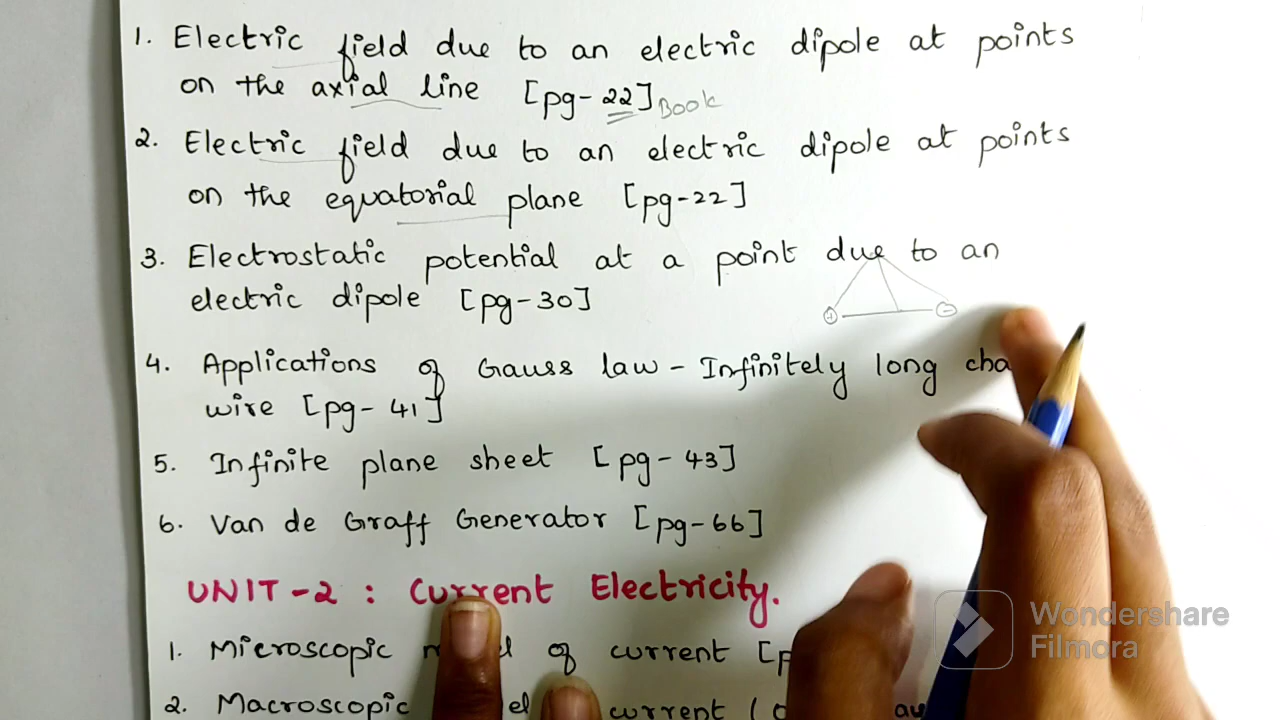 1. Electric field due to an electric dipole at points
on the axial line [pg-22] Book
2. Electric field due to an electric dipole at points
on the equatorial plane [pg-22]
3. Electrostatic potential at a point due to an
electric dipole [pg-30]
+ -
4. Applications of Gauss law - Infinitely long
wire [pg-41]
5. Infinite plane sheet [pg-43]
6. Van de Graff Generator [pg-66]
UNIT-2 : Current Electricity.
1. Microscopic of current
2. Macroscopic current
Wondershare
Filmora